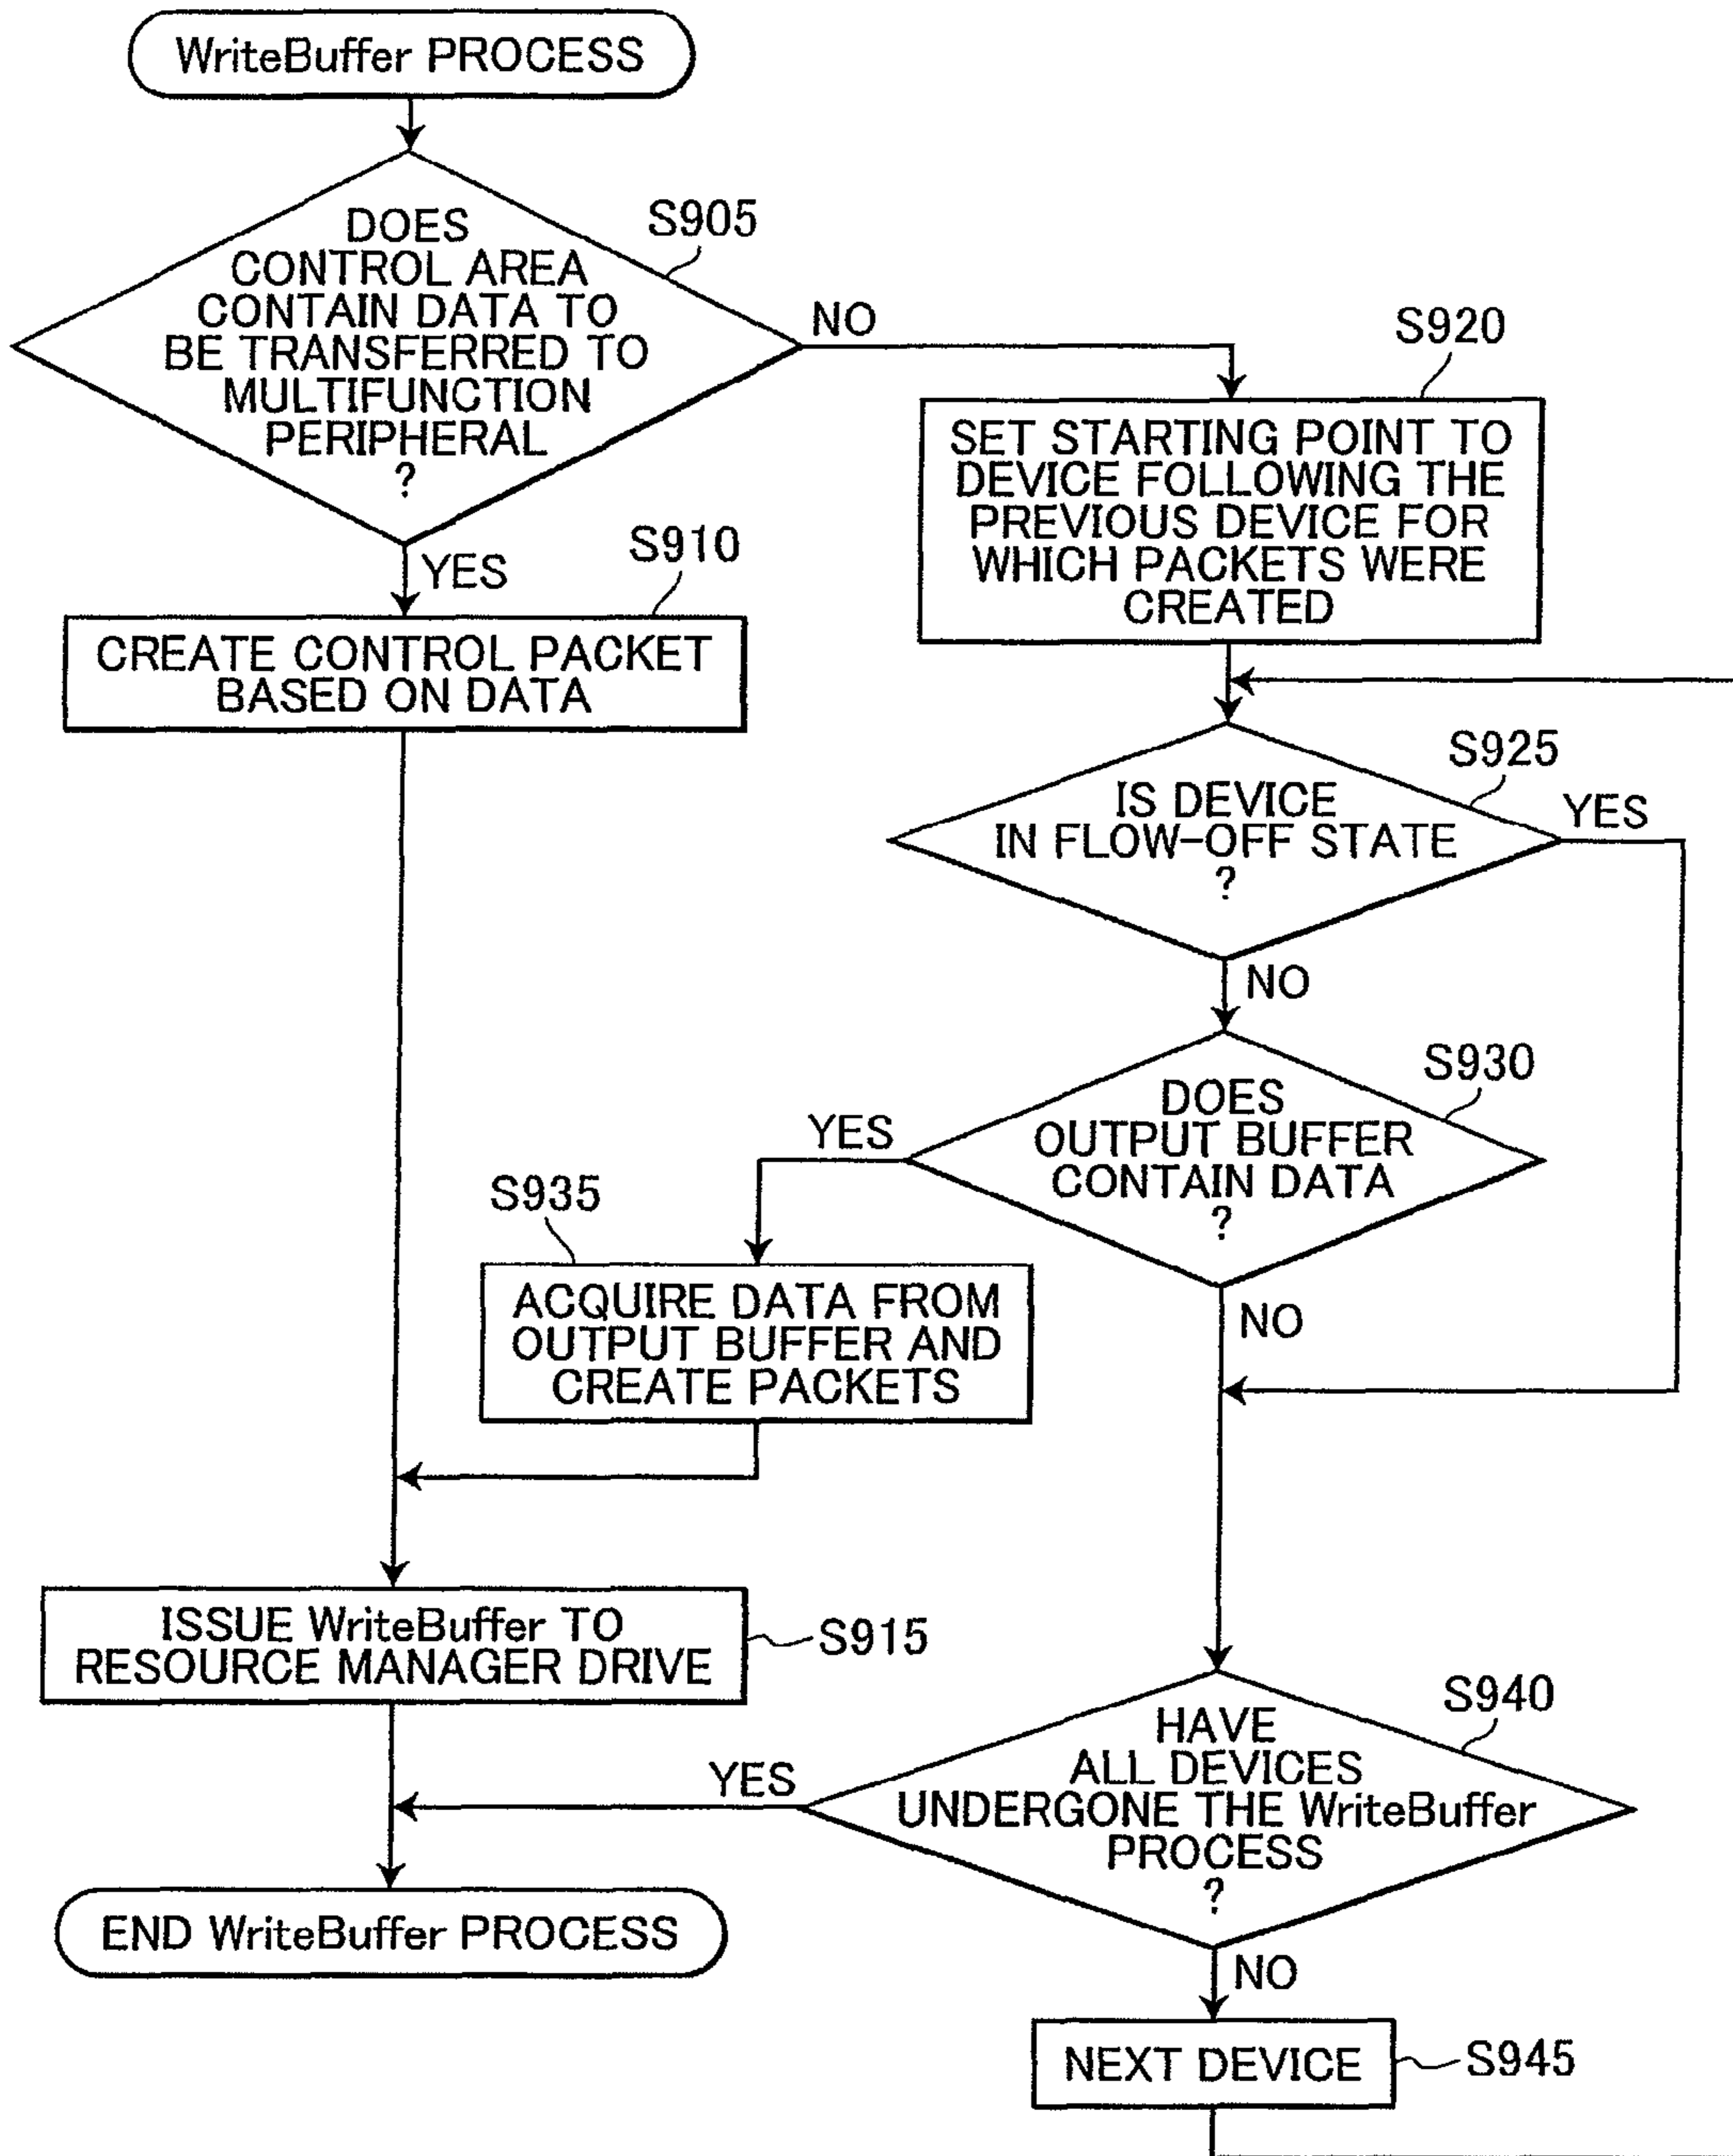 WriteBuffer PROCESS
S905
DOES
CONTROL AREA
CONTAIN DATA TO
BE TRANSFERRED TO
MULTIFUNCTION
PERIPHERAL
?
NO
YES
S910
CREATE CONTROL PACKET
BASED ON DATA
S920
SET STARTING POINT TO
DEVICE FOLLOWING THE
PREVIOUS DEVICE FOR
WHICH PACKETS WERE
CREATED
S925
IS DEVICE
IN FLOW-OFF STATE
?
YES
NO
S930
DOES
OUTPUT BUFFER
CONTAIN DATA
?
YES
NO
S935
ACQUIRE DATA FROM
OUTPUT BUFFER AND
CREATE PACKETS
ISSUE WriteBuffer TO
RESOURCE MANAGER DRIVE
S915
S940
HAVE
ALL DEVICES
UNDERGONE THE WriteBuffer
PROCESS
?
YES
NO
END WriteBuffer PROCESS
NEXT DEVICE
S945